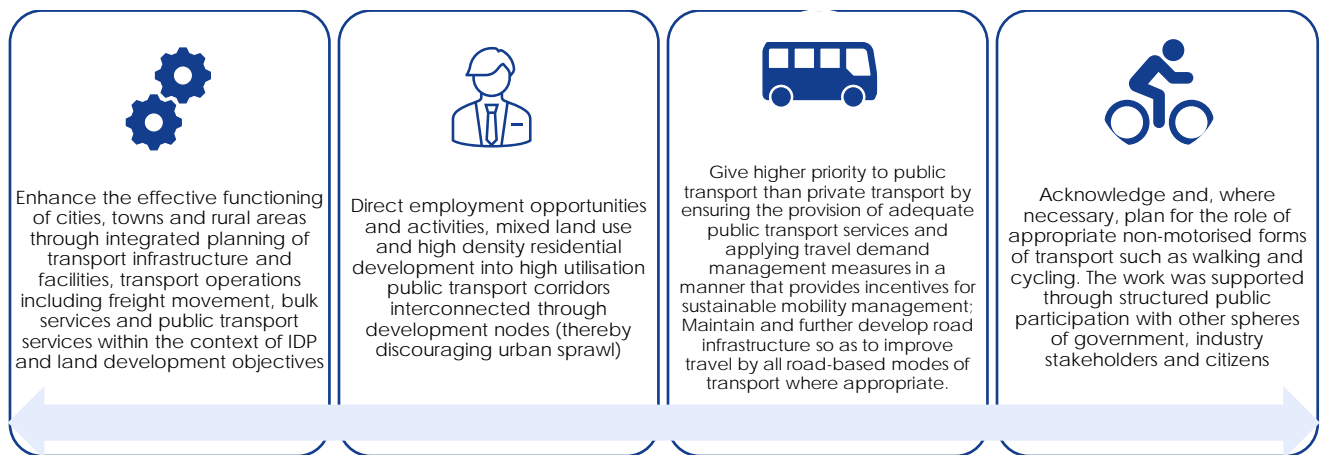 Enhance the effective functioning
of cities, towns and rural areas
through integrated planning of
transport infrastructure and
facilities, transport operations
including freight movement, bulk
services and public transport
services within the context of IDP
and land development objectives
Direct employment opportunities
and activities, mixed land use
and high density residential
development into high utilisation
public transport corridors
interconnected through
development nodes (thereby
discouraging urban sprawl)
Give higher priority to public
transport than private transport by
ensuring the provision of adequate
public transport services and
applying travel demand
management measures in a
manner that provides incentives for
sustainable mobility management;
Maintain and further develop road
infrastructure so as to improve
travel by all road-based modes of
transport where appropriate.
Acknowledge and, where
necessary, plan for the role of
appropriate non-motorised forms
of transport such as walking and
cycling. The work was supported
through structured public
participation with other spheres
of government, industry
stakeholders and citizens